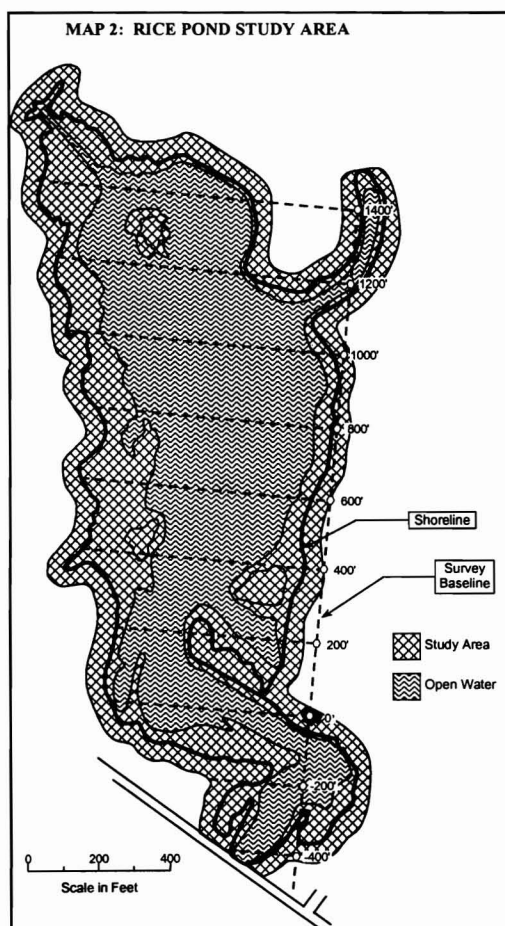 MAP 2: RICE POND STUDY AREA
1400'
1200'
1000'
800'
600'
Shoreline
400'
Survey
Baseline
200'
Study Area
Open Water
0'
-200'
-400'
0 200 400
Scale in Feet